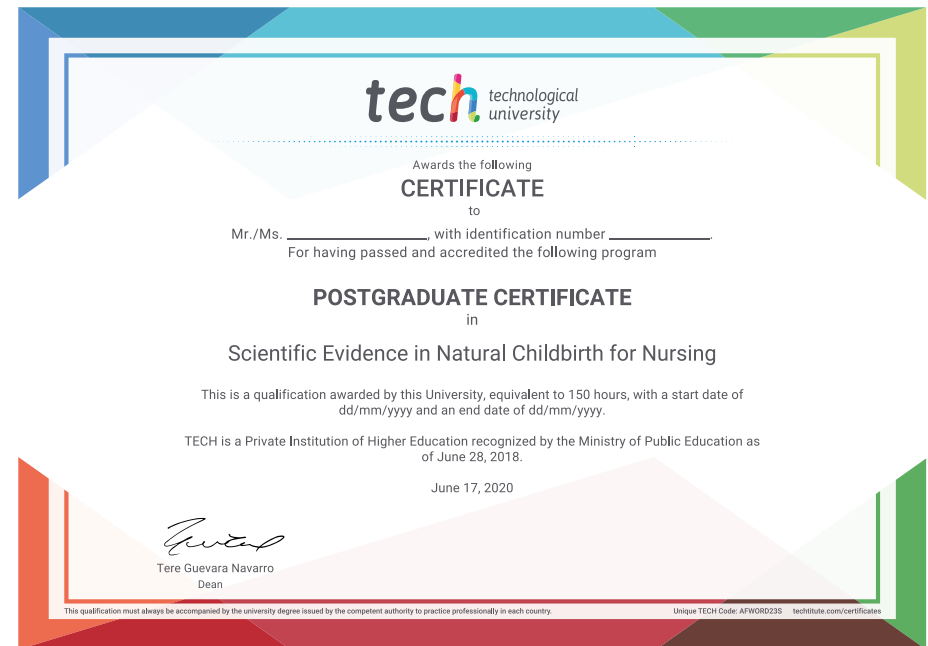 tech technological
university
Awards the following
CERTIFICATE
to
Mr./Ms. ____________________, with identification number ______________.
For having passed and accredited the following program
POSTGRADUATE CERTIFICATE
in
Scientific Evidence in Natural Childbirth for Nursing
This is a qualification awarded by this University, equivalent to 150 hours, with a start date of
dd/mm/yyyy and an end date of dd/mm/yyyy.
TECH is a Private Institution of Higher Education recognized by the Ministry of Public Education as
of June 28, 2018.
June 17, 2020
Tere Guevara Navarro
Dean
This qualification must always be accompanied by the university degree issued by the competent authority to practice professionally in each country.
Unique TECH Code: AFWORD23S techtitute.com/certificates